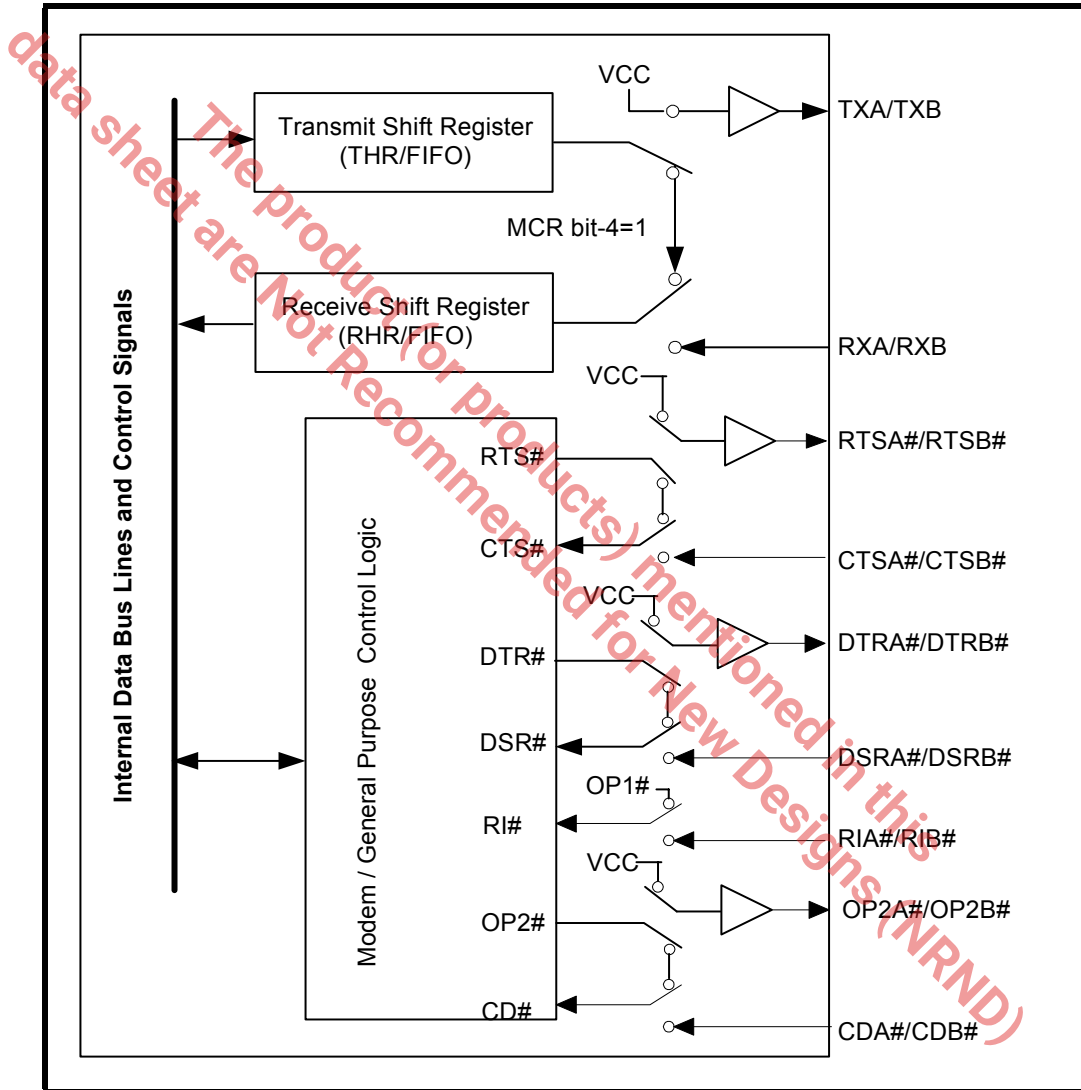 VCC
TXA/TXB
Transmit Shift Register
(THR/FIFO)
MCR bit-4=1
Receive Shift Register
(RHR/FIFO)
RXA/RXB
VCC
RTSA#/RTSB#
RTS#
CTS#
CTSA#/CTSB#
VCC
DTRA#/DTRB#
DTR#
DSR#
DSRA#/DSRB#
OP1#
RI#
RIA#/RIB#
VCC
OP2A#/OP2B#
OP2#
CD#
CDA#/CDB#
Internal Data Bus Lines and Control Signals
Modem / General Purpose Control Logic
The product (or products) mentioned in this
data sheet are Not Recommended for New Designs (NRND)